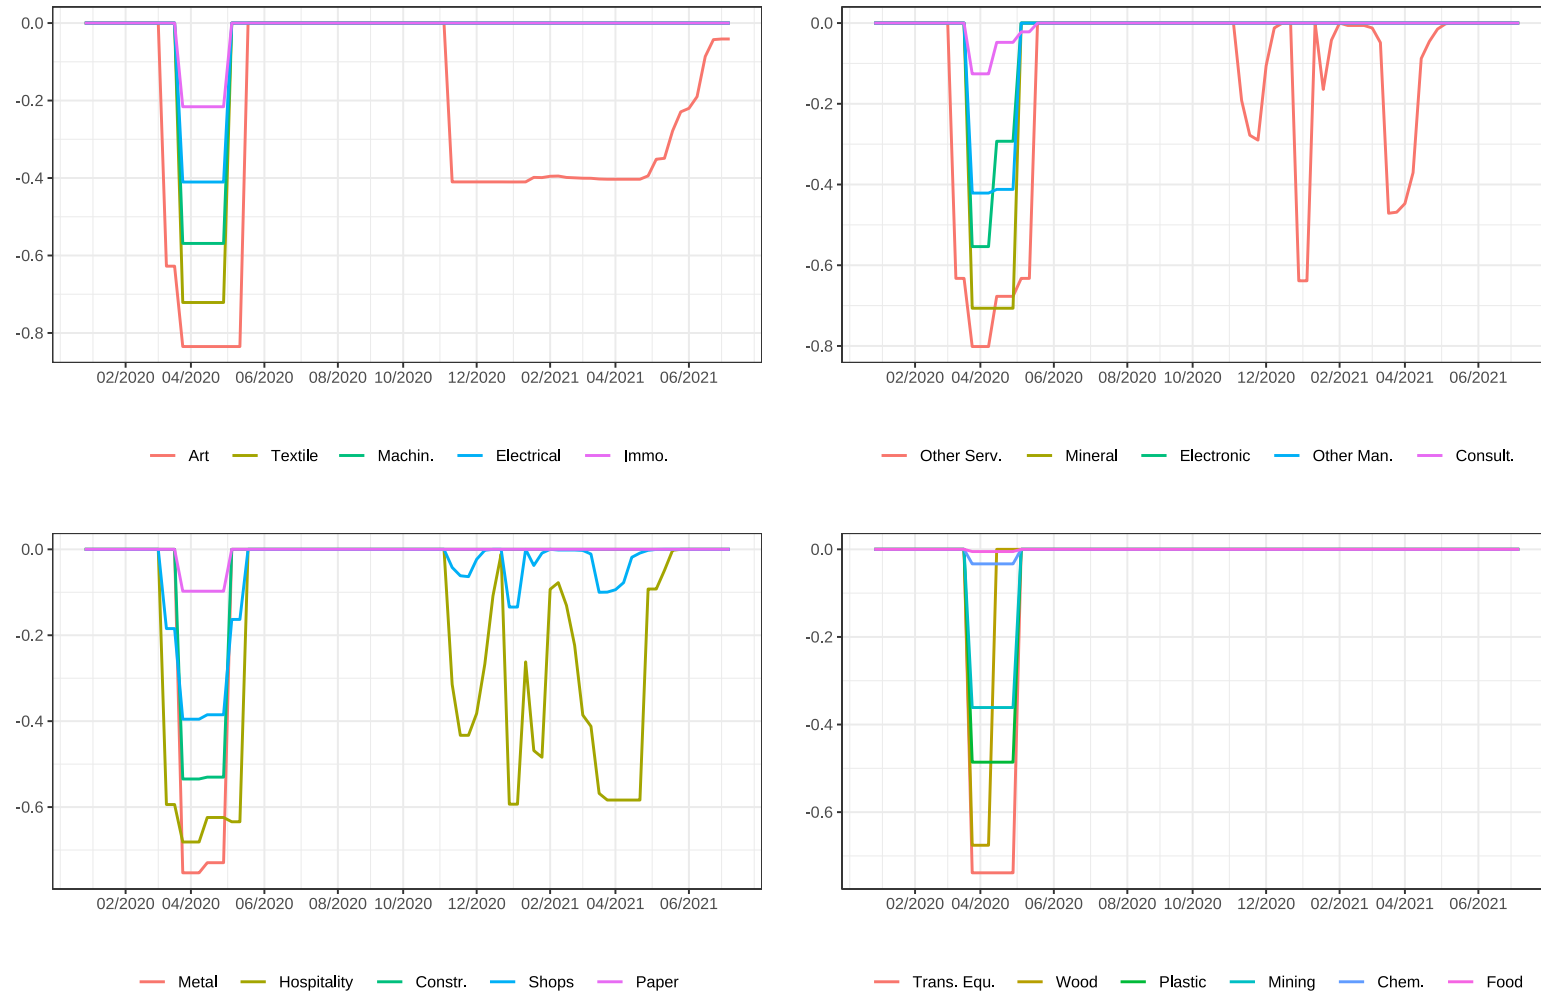 0.0
-0.2
-0.4
-0.6
-0.8
02/2020 04/2020 06/2020 08/2020 10/2020 12/2020 02/2021 04/2021 06/2021
Art Textile Machin. Electrical Immo.
0.0
-0.2
-0.4
-0.6
-0.8
02/2020 04/2020 06/2020 08/2020 10/2020 12/2020 02/2021 04/2021 06/2021
Other Serv. Mineral Electronic Other Man. Consult.
0.0
-0.2
-0.4
-0.6
02/2020 04/2020 06/2020 08/2020 10/2020 12/2020 02/2021 04/2021 06/2021
Metal Hospitality Constr. Shops Paper
0.0
-0.2
-0.4
-0.6
02/2020 04/2020 06/2020 08/2020 10/2020 12/2020 02/2021 04/2021 06/2021
Trans. Equ. Wood Plastic Mining Chem. Food